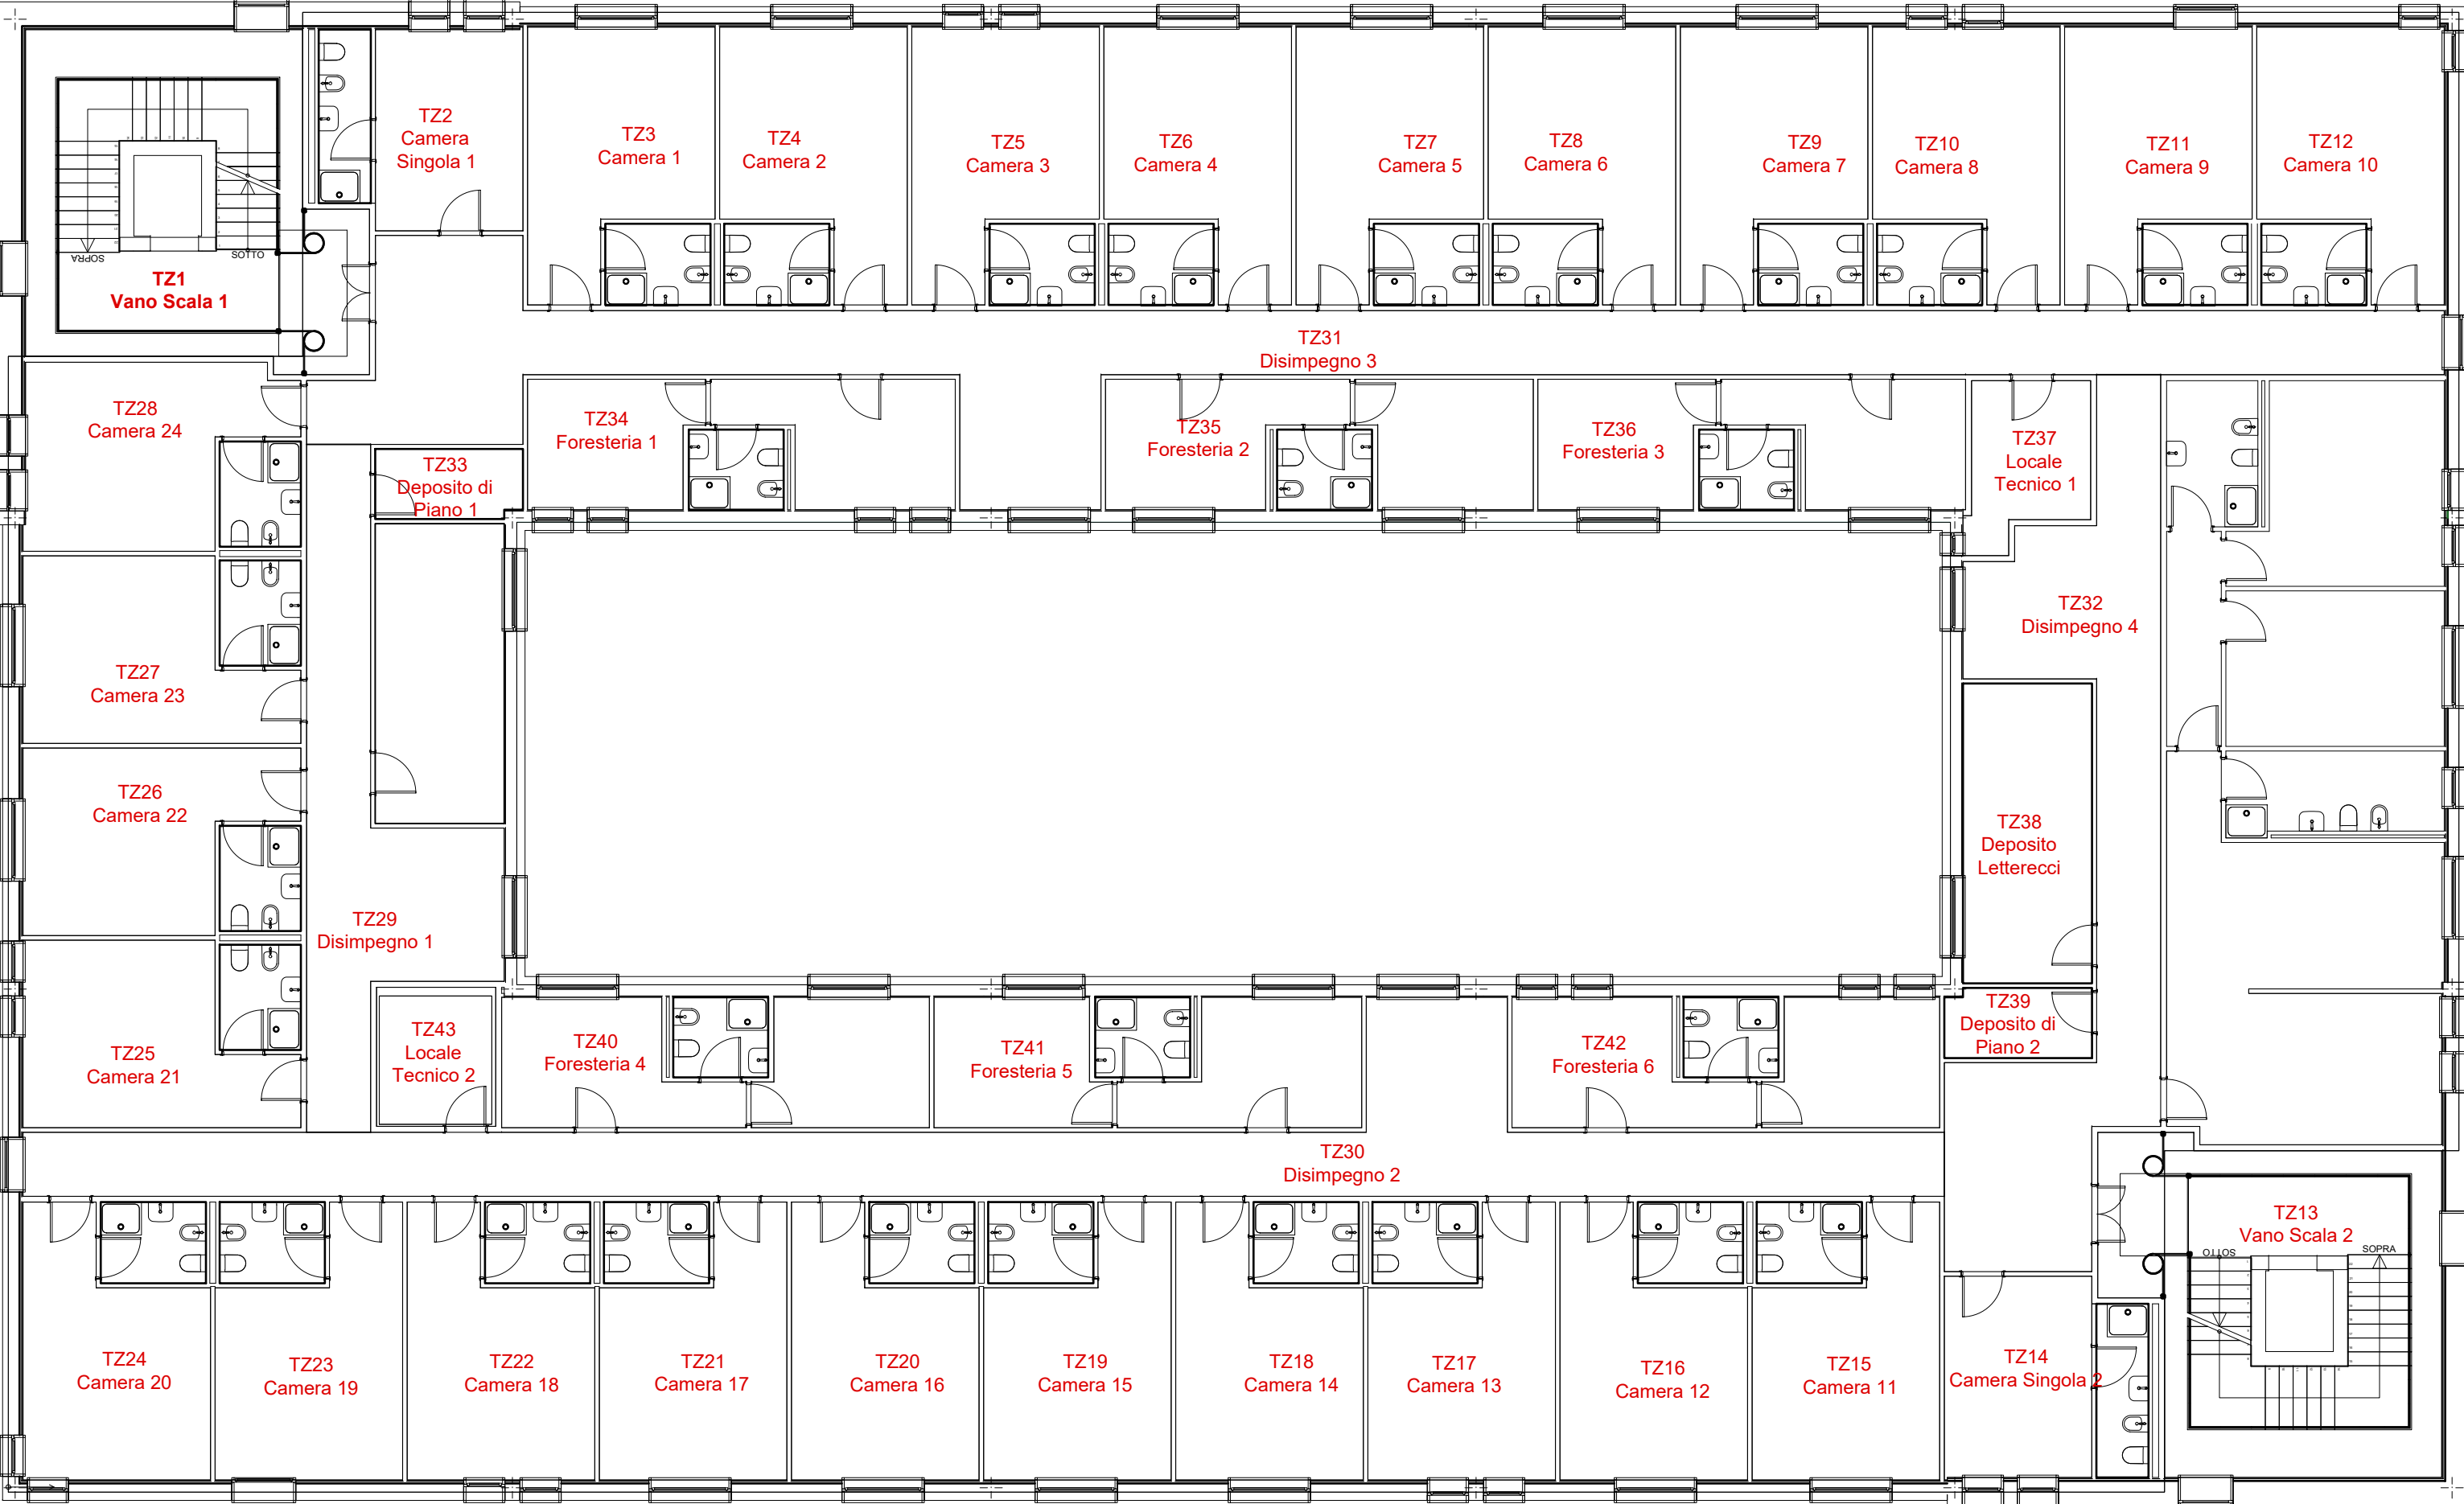 TZ2
Camera
Singola 1
TZ3
Camera 1
TZ4
Camera 2
TZ5
Camera 3
TZ6
Camera 4
TZ7
Camera 5
TZ8
Camera 6
TZ9
Camera 7
TZ10
Camera 8
TZ11
Camera 9
TZ12
Camera 10
SOPRA
SOTTO
TZ1
Vano Scala 1
TZ31
Disimpegno 3
TZ28
Camera 24
TZ33
Deposito di
Piano 1
TZ34
Foresteria 1
TZ35
Foresteria 2
TZ36
Foresteria 3
TZ37
Locale
Tecnico 1
TZ32
Disimpegno 4
TZ27
Camera 23
TZ26
Camera 22
TZ38
Deposito
Letterecci
TZ29
Disimpegno 1
TZ25
Camera 21
TZ43
Locale
Tecnico 2
TZ40
Foresteria 4
TZ41
Foresteria 5
TZ42
Foresteria 6
TZ39
Deposito di
Piano 2
TZ30
Disimpegno 2
TZ13
Vano Scala 2
SOTTO
SOPRA
TZ24
Camera 20
TZ23
Camera 19
TZ22
Camera 18
TZ21
Camera 17
TZ20
Camera 16
TZ19
Camera 15
TZ18
Camera 14
TZ17
Camera 13
TZ16
Camera 12
TZ15
Camera 11
TZ14
Camera Singola 2